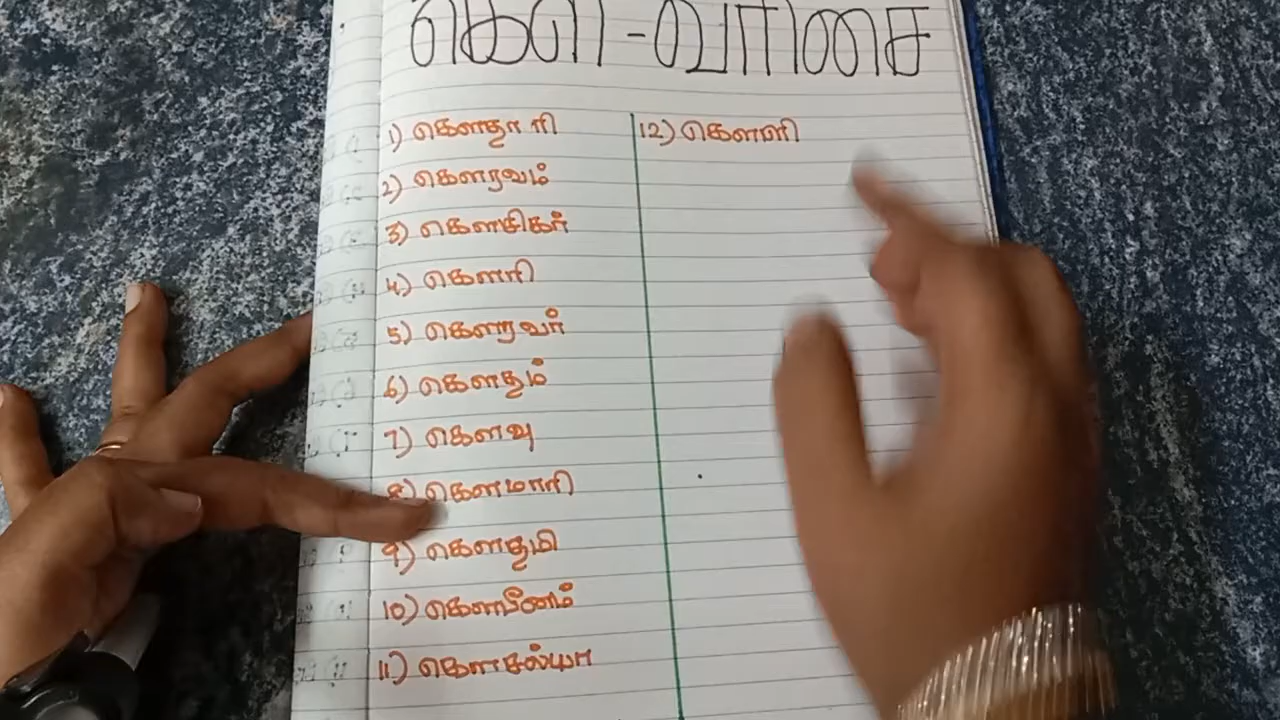 கௌ - வரிசை
1) கௌதாரி
2) கௌரவம்
3) கௌசிகர்
4) கௌரி
5) கௌரவர்
6) கௌதம்
7) கௌவு
8) கௌமாரி
9) கௌதமி
10) கௌபீனம்
11) கௌசல்யா
12) கௌளி